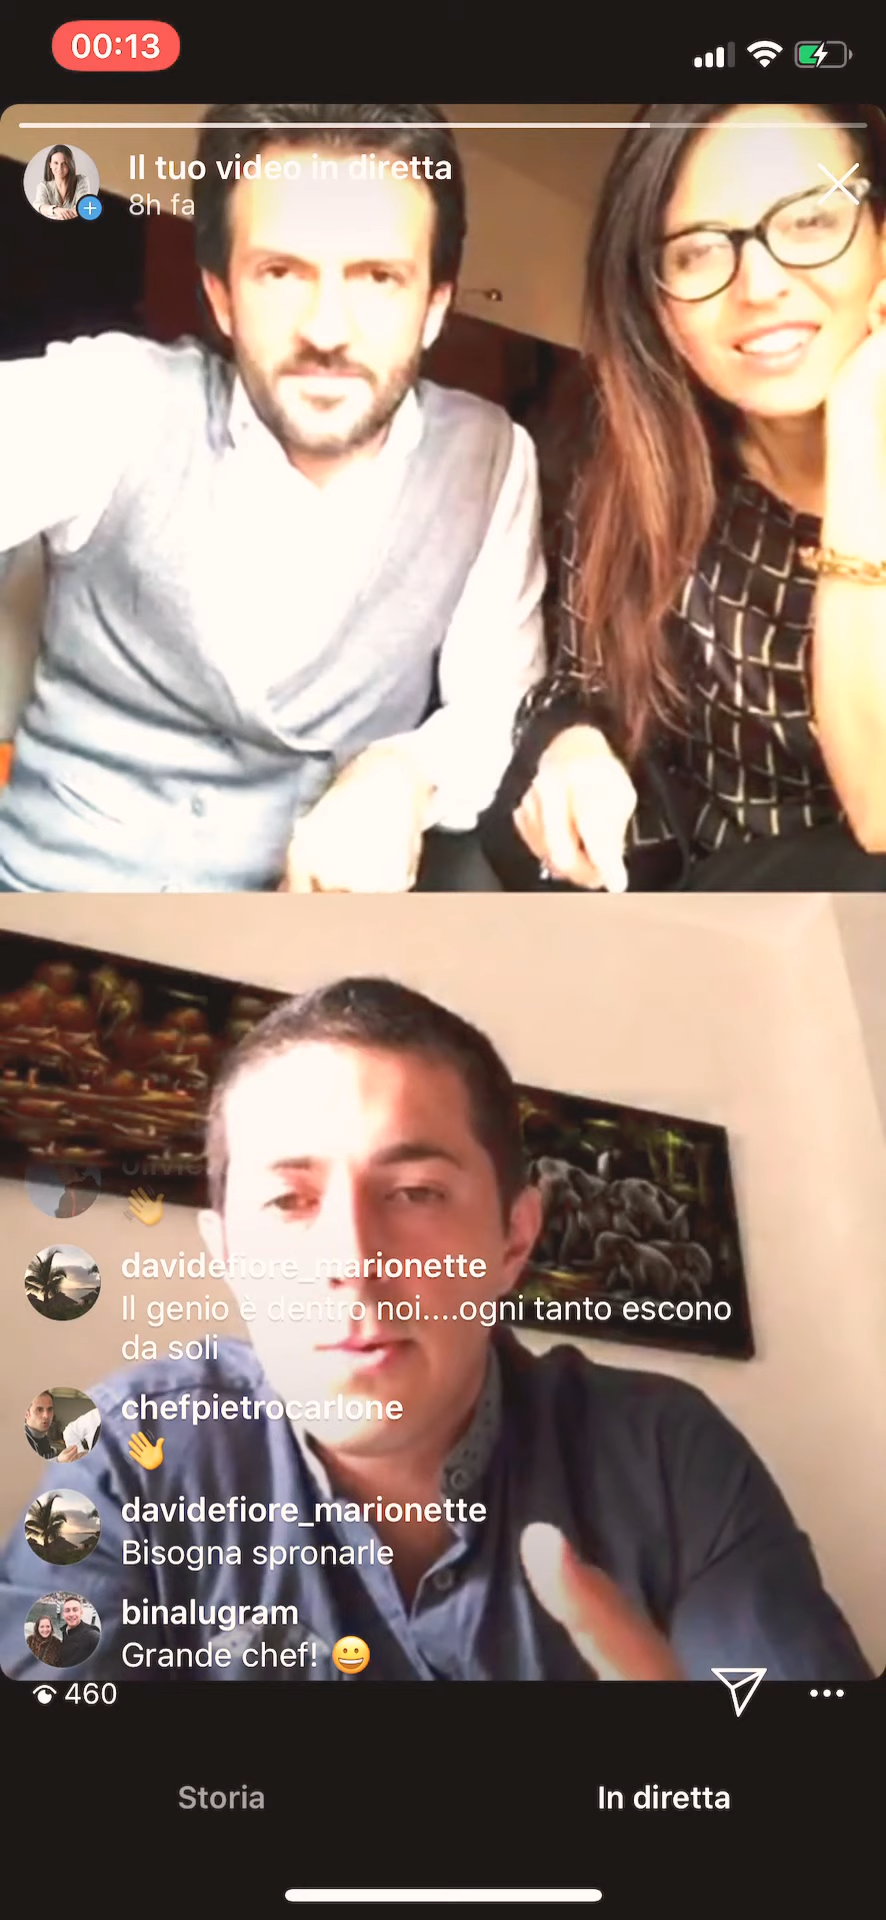 00:13
Il tuo video in diretta
8h fa
davidefiore_marionette
Il genio è dentro noi....ogni tanto escono
da soli
chefpietrocarlone
👋
davidefiore_marionette
Bisogna spronarle
binalugram
Grande chef! 😀
460
Storia
In diretta